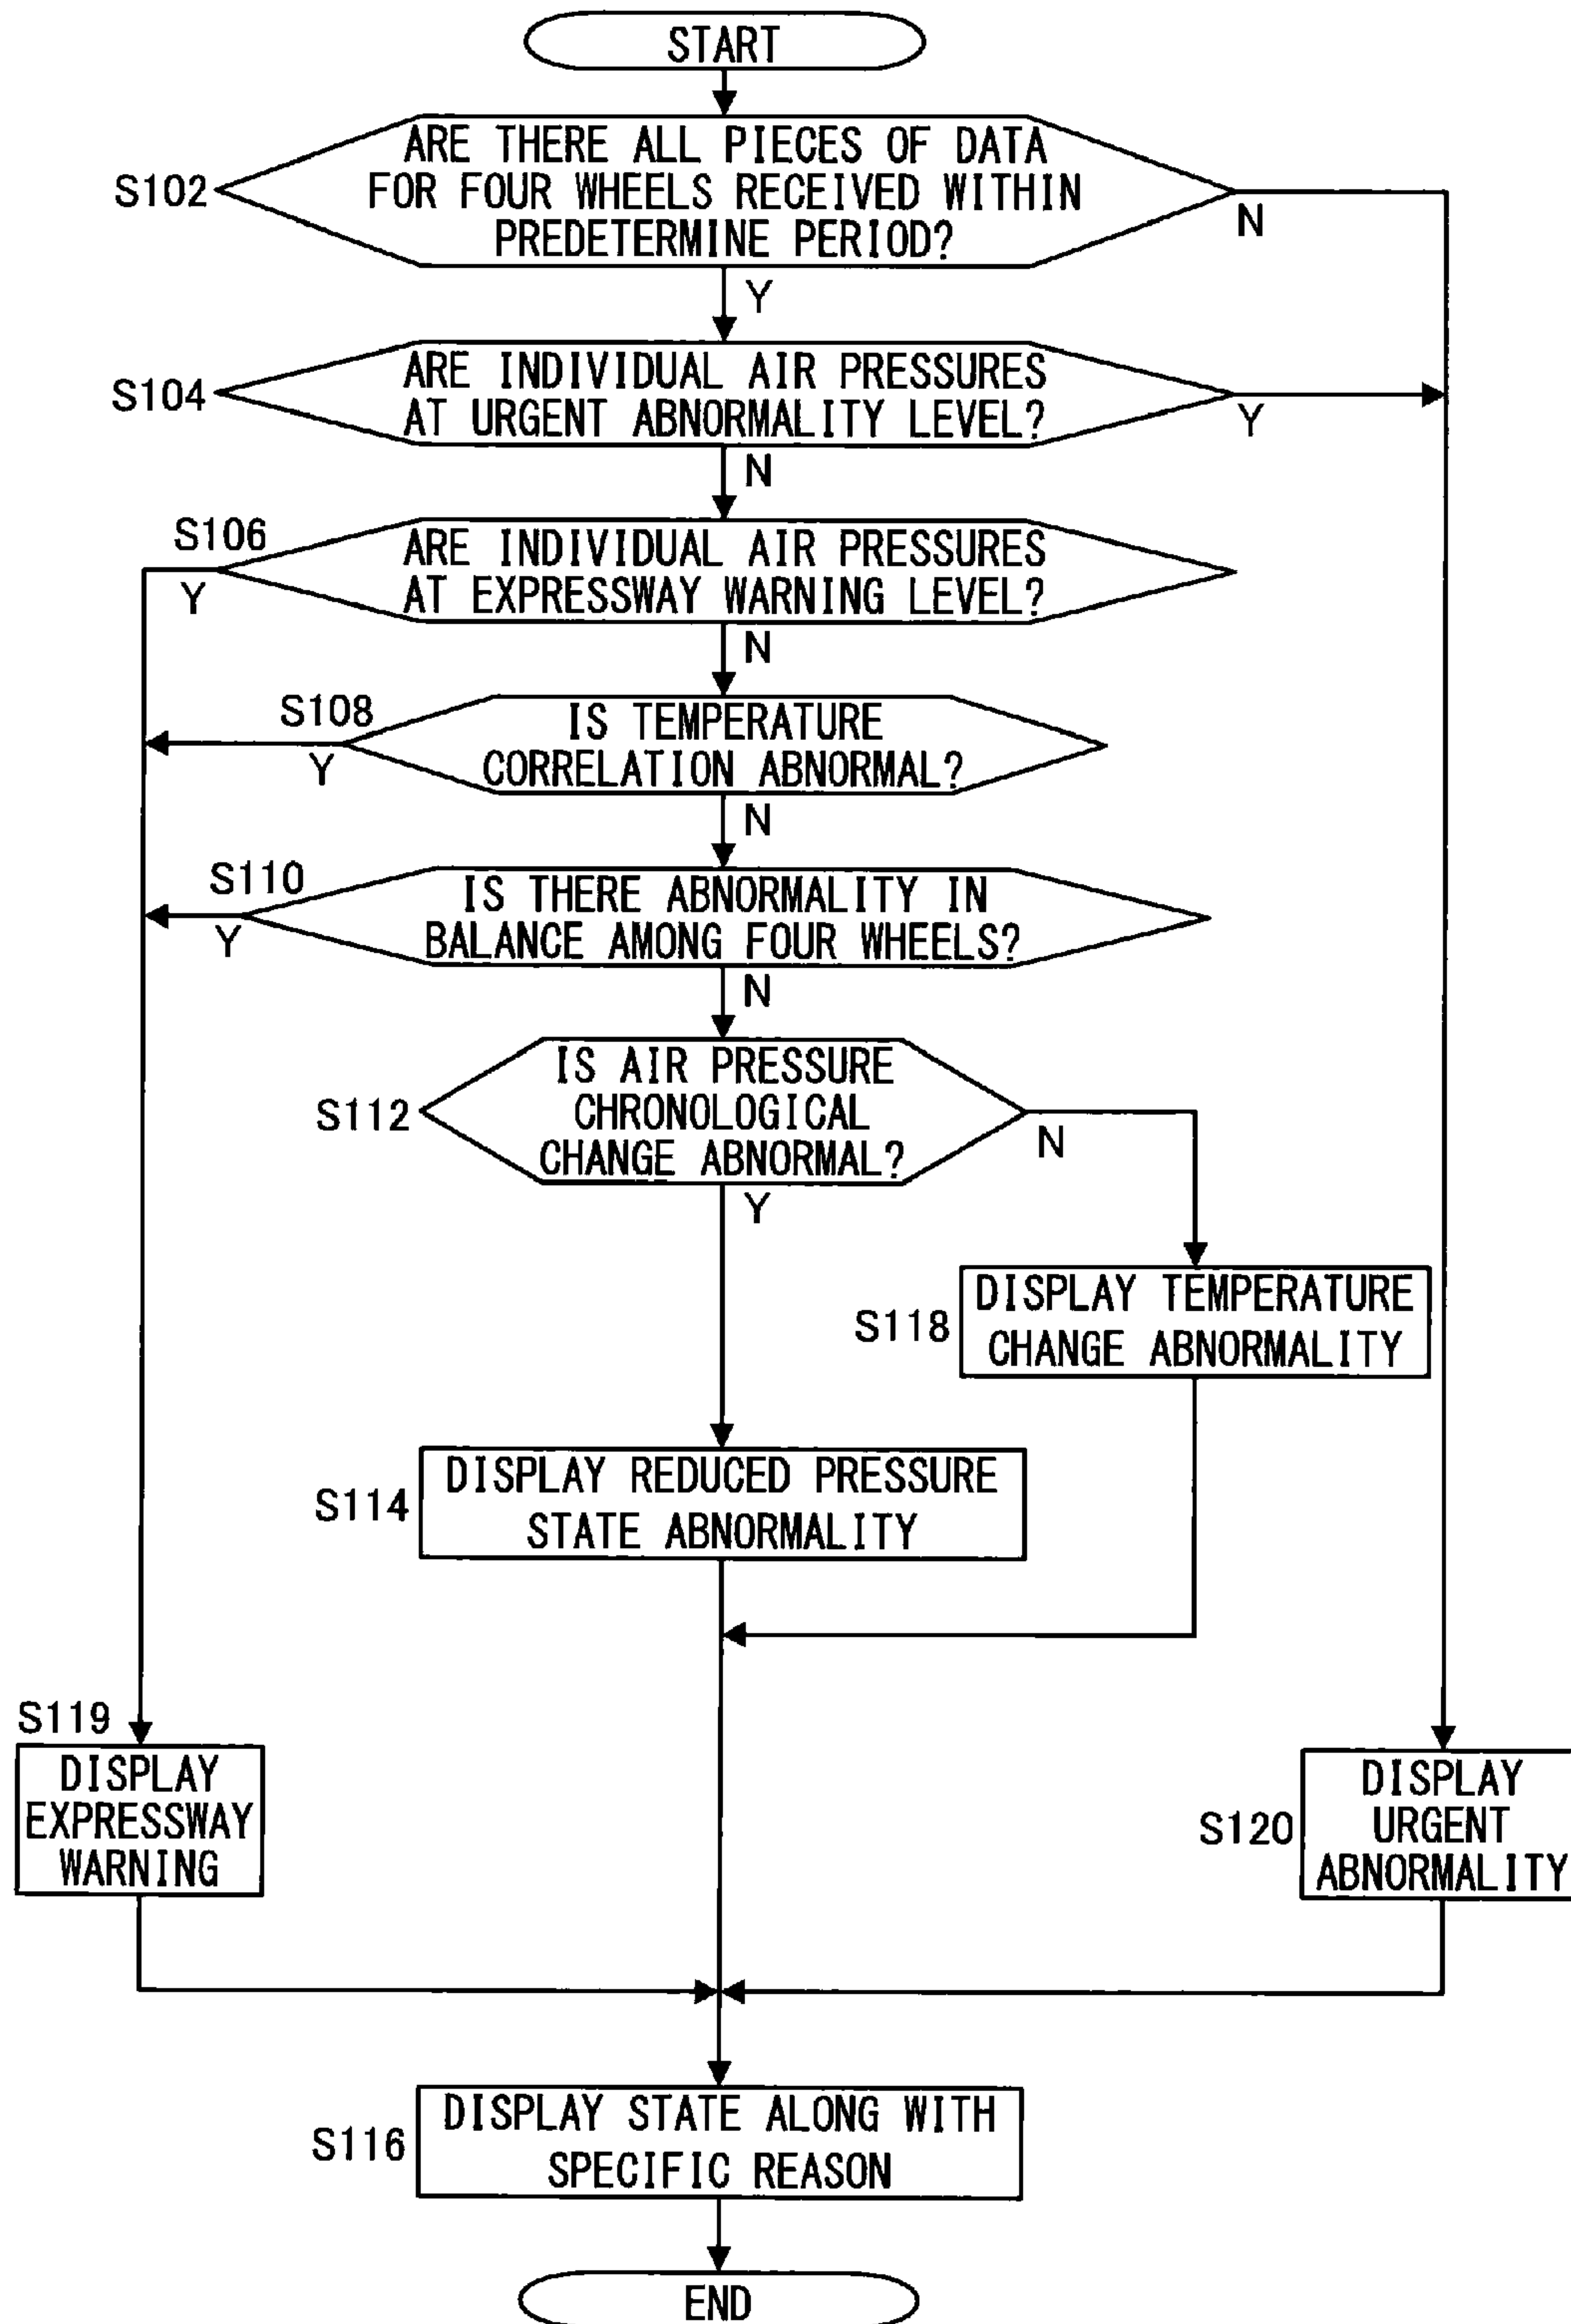 START
ARE THERE ALL PIECES OF DATA
FOR FOUR WHEELS RECEIVED WITHIN
PREDETERMINE PERIOD?
S102
N
Y
ARE INDIVIDUAL AIR PRESSURES
AT URGENT ABNORMALITY LEVEL?
S104
Y
N
S106
ARE INDIVIDUAL AIR PRESSURES
AT EXPRESSWAY WARNING LEVEL?
Y
N
S108
IS TEMPERATURE
CORRELATION ABNORMAL?
Y
N
S110
IS THERE ABNORMALITY IN
BALANCE AMONG FOUR WHEELS?
Y
N
IS AIR PRESSURE
CHRONOLOGICAL
CHANGE ABNORMAL?
S112
N
Y
DISPLAY TEMPERATURE
CHANGE ABNORMALITY
S118
DISPLAY REDUCED PRESSURE
STATE ABNORMALITY
S114
S119
DISPLAY
EXPRESSWAY
WARNING
DISPLAY
URGENT
ABNORMALITY
S120
DISPLAY STATE ALONG WITH
SPECIFIC REASON
S116
END